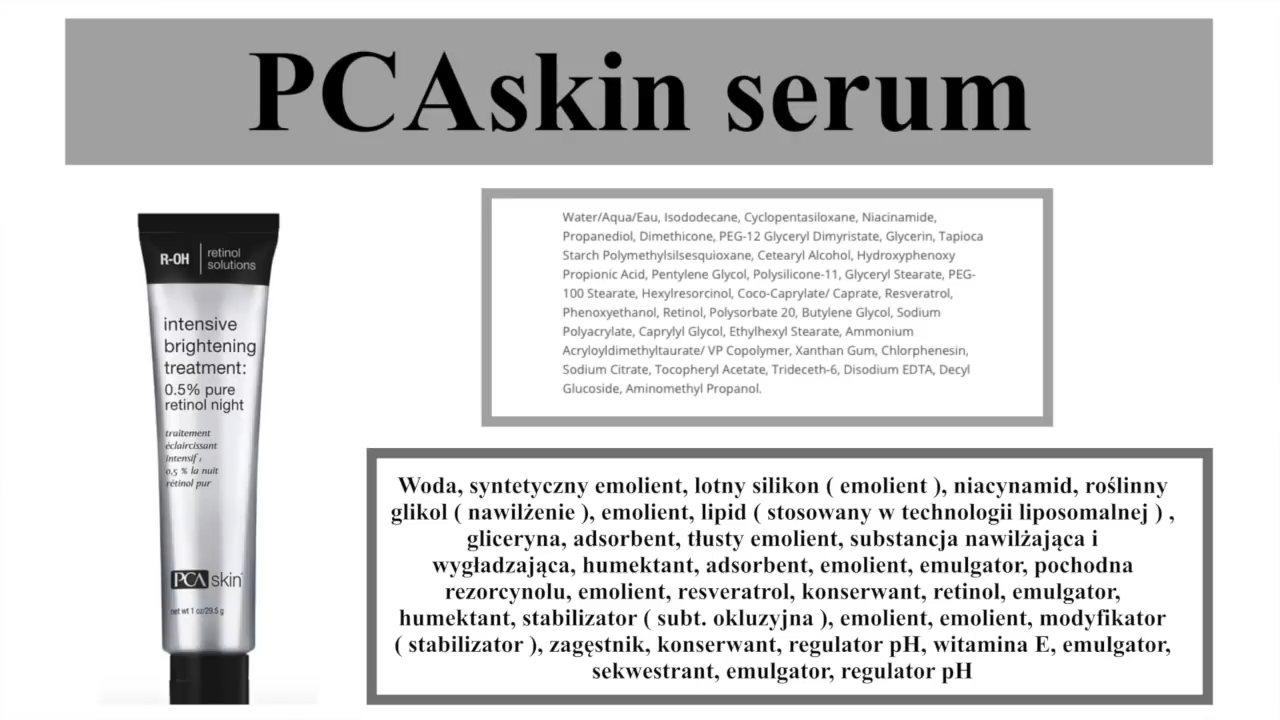 PCAskin serum
R-OH
retinol
solutions
intensive
brightening
treatment:
0.5% pure
retinol night
traitement
éclaircissant
intensif :
0,5 % la nuit
rétinol pur
PCA skin
net wt 1 oz/29.5 g
Water/Aqua/Eau, Isododecane, Cyclopentasiloxane, Niacinamide,
Propanediol, Dimethicone, PEG-12 Glyceryl Dimyristate, Glycerin, Tapioca
Starch Polymethylsilsesquioxane, Cetearyl Alcohol, Hydroxyphenoxy
Propionic Acid, Pentylene Glycol, Polysilicone-11, Glyceryl Stearate, PEG-
100 Stearate, Hexylresorcinol, Coco-Caprylate/ Caprate, Resveratrol,
Phenoxyethanol, Retinol, Polysorbate 20, Butylene Glycol, Sodium
Polyacrylate, Caprylyl Glycol, Ethylhexyl Stearate, Ammonium
Acryloyldimethyltaurate/ VP Copolymer, Xanthan Gum, Chlorphenesin,
Sodium Citrate, Tocopheryl Acetate, Trideceth-6, Disodium EDTA, Decyl
Glucoside, Aminomethyl Propanol.
Woda, syntetyczny emolient, lotny silikon ( emolient ), niacynamid, roślinny
glikol ( nawilżenie ), emolient, lipid ( stosowany w technologii liposomalnej ) ,
gliceryna, adsorbent, tłusty emolient, substancja nawilżająca i
wygładzająca, humektant, adsorbent, emolient, emulgator, pochodna
rezorcynolu, emolient, resveratrol, konserwant, retinol, emulgator,
humektant, stabilizator ( subt. okluzyjna ), emolient, emolient, modyfikator
( stabilizator ), zagęstnik, konserwant, regulator pH, witamina E, emulgator,
sekwestrant, emulgator, regulator pH